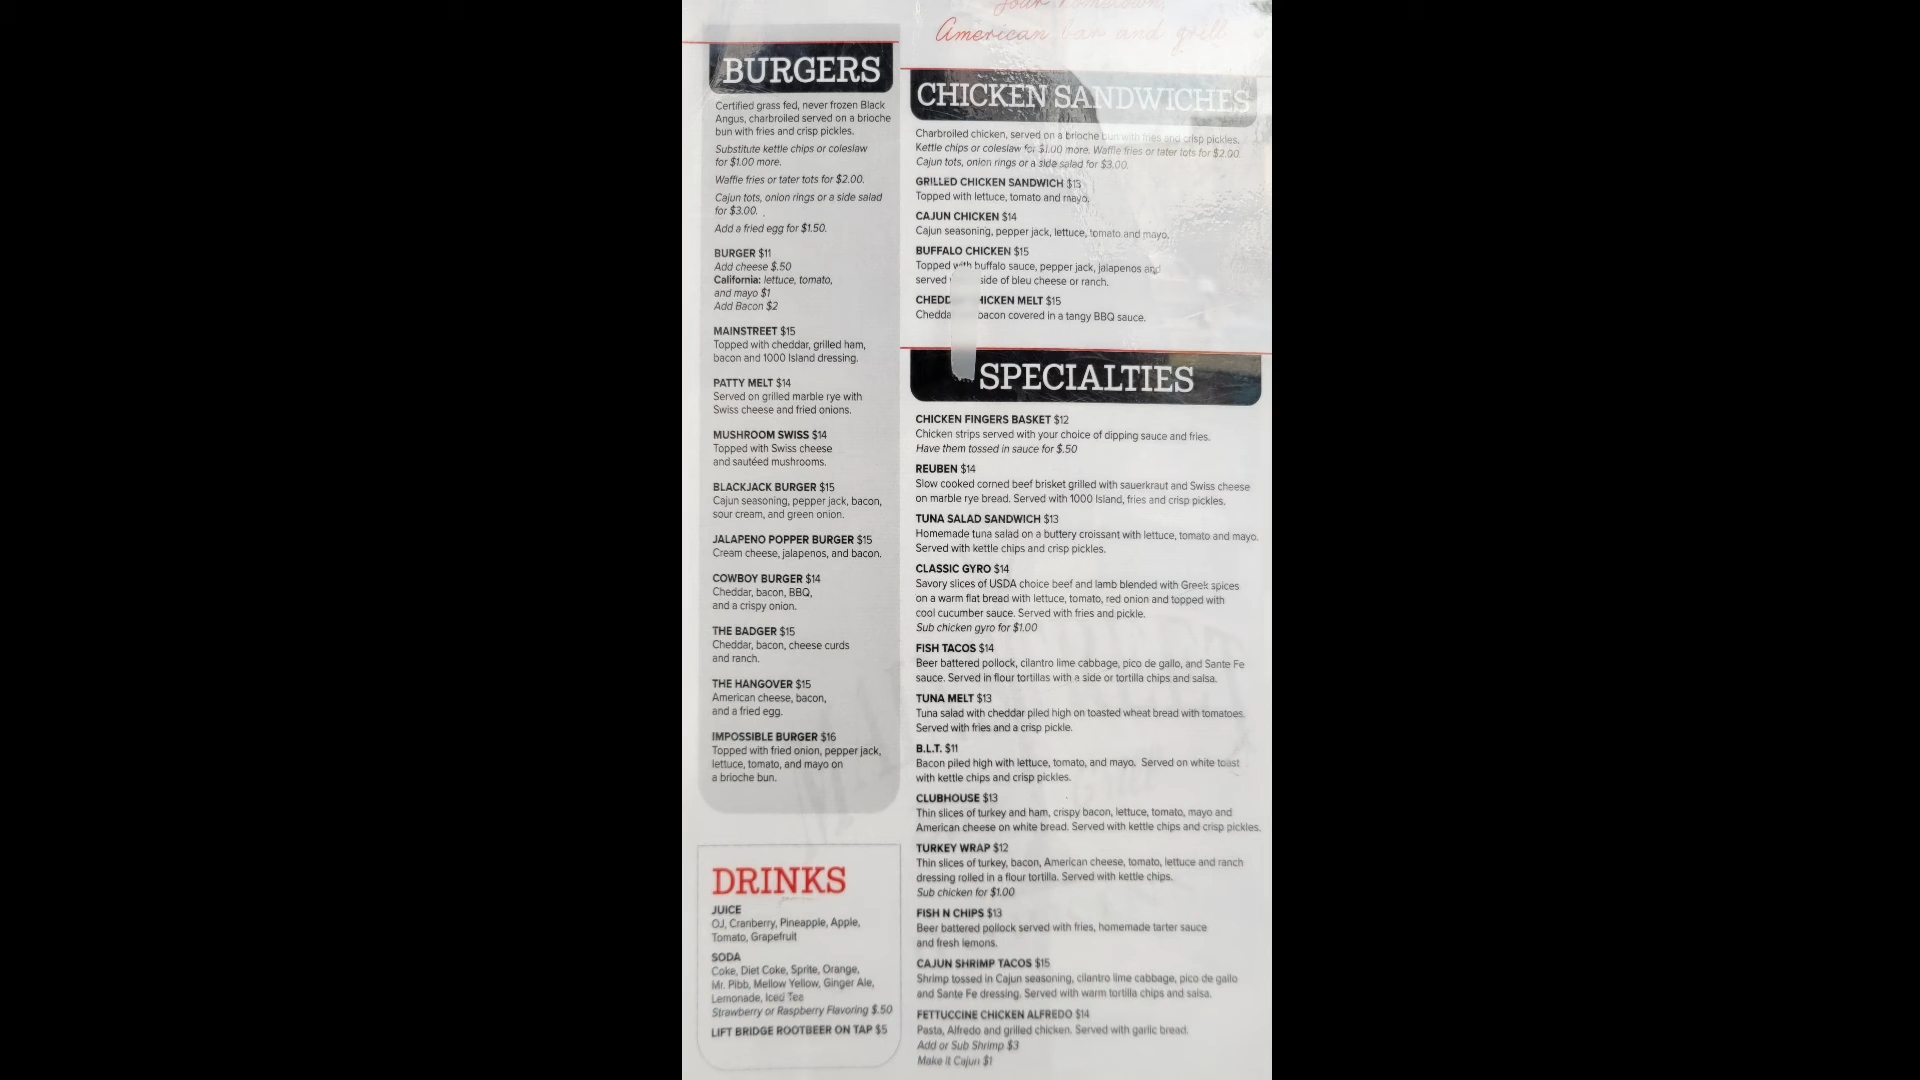 Your hometown,
American bar and grill
BURGERS
Certified grass fed, never frozen Black
Angus, charbroiled served on a brioche
bun with fries and crisp pickles.
Substitute kettle chips or coleslaw
for $1.00 more.
Waffle fries or tater tots for $2.00.
Cajun tots, onion rings or a side salad
for $3.00.
Add a fried egg for $1.50.
BURGER $11
Add cheese $.50
California: lettuce, tomato,
and mayo $1
Add Bacon $2
MAINSTREET $15
Topped with cheddar, grilled ham,
bacon and 1000 Island dressing.
PATTY MELT $14
Served on grilled marble rye with
Swiss cheese and fried onions.
MUSHROOM SWISS $14
Topped with Swiss cheese
and sautéed mushrooms.
BLACKJACK BURGER $15
Cajun seasoning, pepper jack, bacon,
sour cream, and green onion.
JALAPENO POPPER BURGER $15
Cream cheese, jalapenos, and bacon.
COWBOY BURGER $14
Cheddar, bacon, BBQ,
and a crispy onion.
THE BADGER $15
Cheddar, bacon, cheese curds
and ranch.
THE HANGOVER $15
American cheese, bacon,
and a fried egg.
IMPOSSIBLE BURGER $16
Topped with fried onion, pepper jack,
lettuce, tomato, and mayo on
a brioche bun.
DRINKS
JUICE
OJ, Cranberry, Pineapple, Apple,
Tomato, Grapefruit
SODA
Coke, Diet Coke, Sprite, Orange,
Mr. Pibb, Mellow Yellow, Ginger Ale,
Lemonade, Iced Tea
Strawberry or Raspberry Flavoring $.50
LIFT BRIDGE ROOTBEER ON TAP $5
CHICKEN SANDWICHES
Charbroiled chicken, served on a brioche bun with fries and crisp pickles.
Kettle chips or coleslaw for $1.00 more. Waffle fries or tater tots for $2.00.
Cajun tots, onion rings or a side salad for $3.00.
GRILLED CHICKEN SANDWICH $13
Topped with lettuce, tomato and mayo.
CAJUN CHICKEN $14
Cajun seasoning, pepper jack, lettuce, tomato and mayo.
BUFFALO CHICKEN $15
Topped with buffalo sauce, pepper jack, jalapenos and
served side of bleu cheese or ranch.
CHEDD HICKEN MELT $15
Chedda bacon covered in a tangy BBQ sauce.
SPECIALTIES
CHICKEN FINGERS BASKET $12
Chicken strips served with your choice of dipping sauce and fries.
Have them tossed in sauce for $.50
REUBEN $14
Slow cooked corned beef brisket grilled with sauerkraut and Swiss cheese
on marble rye bread. Served with 1000 Island, fries and crisp pickles.
TUNA SALAD SANDWICH $13
Homemade tuna salad on a buttery croissant with lettuce, tomato and mayo.
Served with kettle chips and crisp pickles.
CLASSIC GYRO $14
Savory slices of USDA choice beef and lamb blended with Greek spices
on a warm flat bread with lettuce, tomato, red onion and topped with
cool cucumber sauce. Served with fries and pickle.
Sub chicken gyro for $1.00
FISH TACOS $14
Beer battered pollock, cilantro lime cabbage, pico de gallo, and Sante Fe
sauce. Served in flour tortillas with a side or tortilla chips and salsa.
TUNA MELT $13
Tuna salad with cheddar piled high on toasted wheat bread with tomatoes.
Served with fries and a crisp pickle.
B.L.T. $11
Bacon piled high with lettuce, tomato, and mayo. Served on white toast
with kettle chips and crisp pickles.
CLUBHOUSE $13
Thin slices of turkey and ham, crispy bacon, lettuce, tomato, mayo and
American cheese on white bread. Served with kettle chips and crisp pickles.
TURKEY WRAP $12
Thin slices of turkey, bacon, American cheese, tomato, lettuce and ranch
dressing rolled in a flour tortilla. Served with kettle chips.
Sub chicken for $1.00
FISH N CHIPS $13
Beer battered pollock served with fries, homemade tarter sauce
and fresh lemons.
CAJUN SHRIMP TACOS $15
Shrimp tossed in Cajun seasoning, cilantro lime cabbage, pico de gallo
and Sante Fe dressing. Served with warm tortilla chips and salsa.
FETTUCCINE CHICKEN ALFREDO $14
Pasta, Alfredo and grilled chicken. Served with garlic bread.
Add or Sub Shrimp $3
Make it Cajun $1